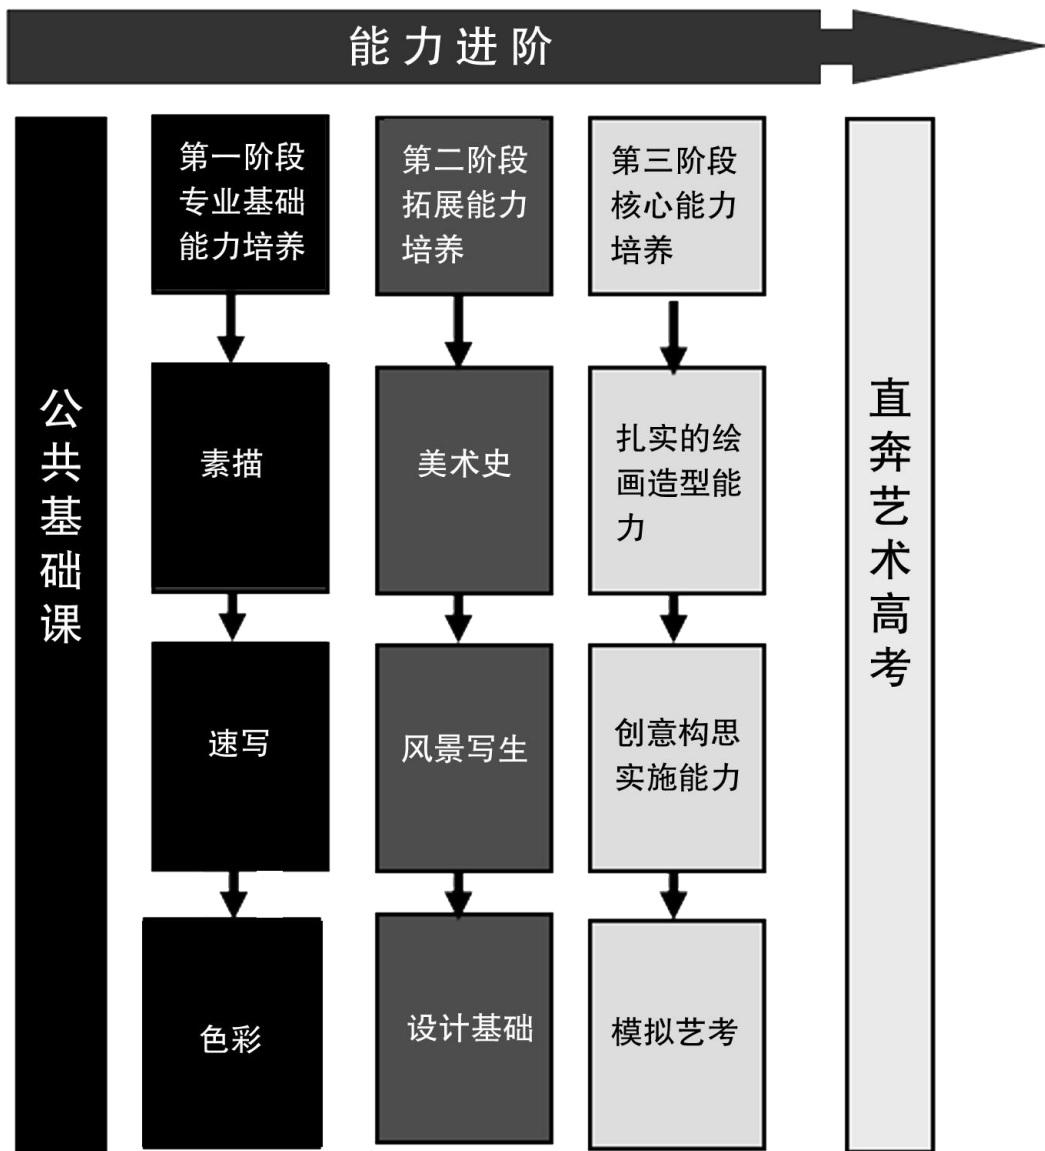 能力进阶
公共基础课
第一阶段
专业基础
能力培养
素描
速写
色彩
第二阶段
拓展能力
培养
美术史
风景写生
设计基础
第三阶段
核心能力
培养
扎实的绘
画造型能
力
创意构思
实施能力
模拟艺考
直奔艺术高考